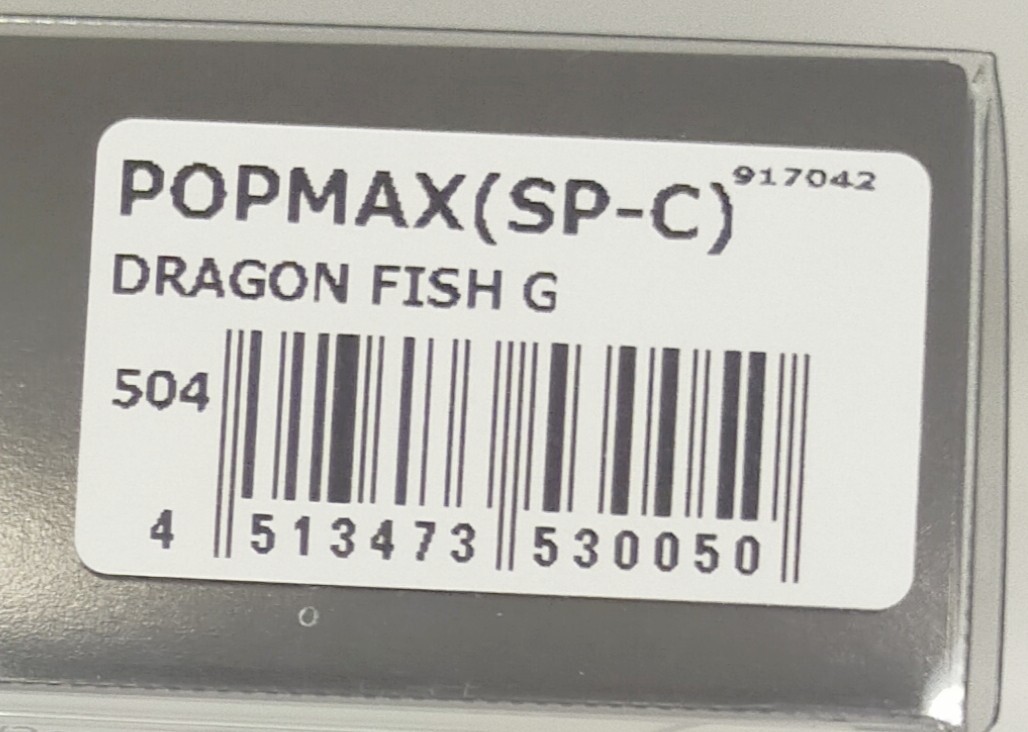 POPMAX(SP-C) 917042
DRAGON FISH G
504
4 513473 530050